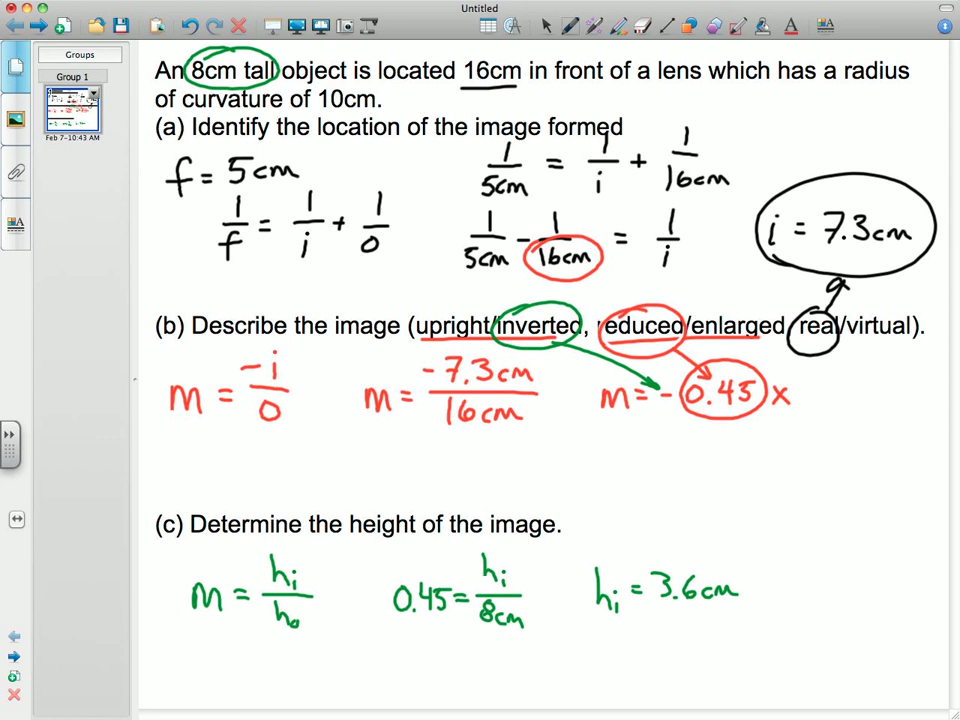 Untitled
Groups
Group 1
Feb 7–10:43 AM
An 8cm tall object is located 16cm in front of a lens which has a radius
of curvature of 10cm.
(a) Identify the location of the image formed
f = 5cm
1/f = 1/i + 1/o
1/5cm = 1/i + 1/16cm
1/5cm - 1/16cm = 1/i
i = 7.3cm
(b) Describe the image (upright/inverted, reduced/enlarged, real/virtual).
m = -i/o
m = -7.3cm/16cm
m = -0.45 x
(c) Determine the height of the image.
m = hi/ho
0.45 = hi/8cm
hi = 3.6cm